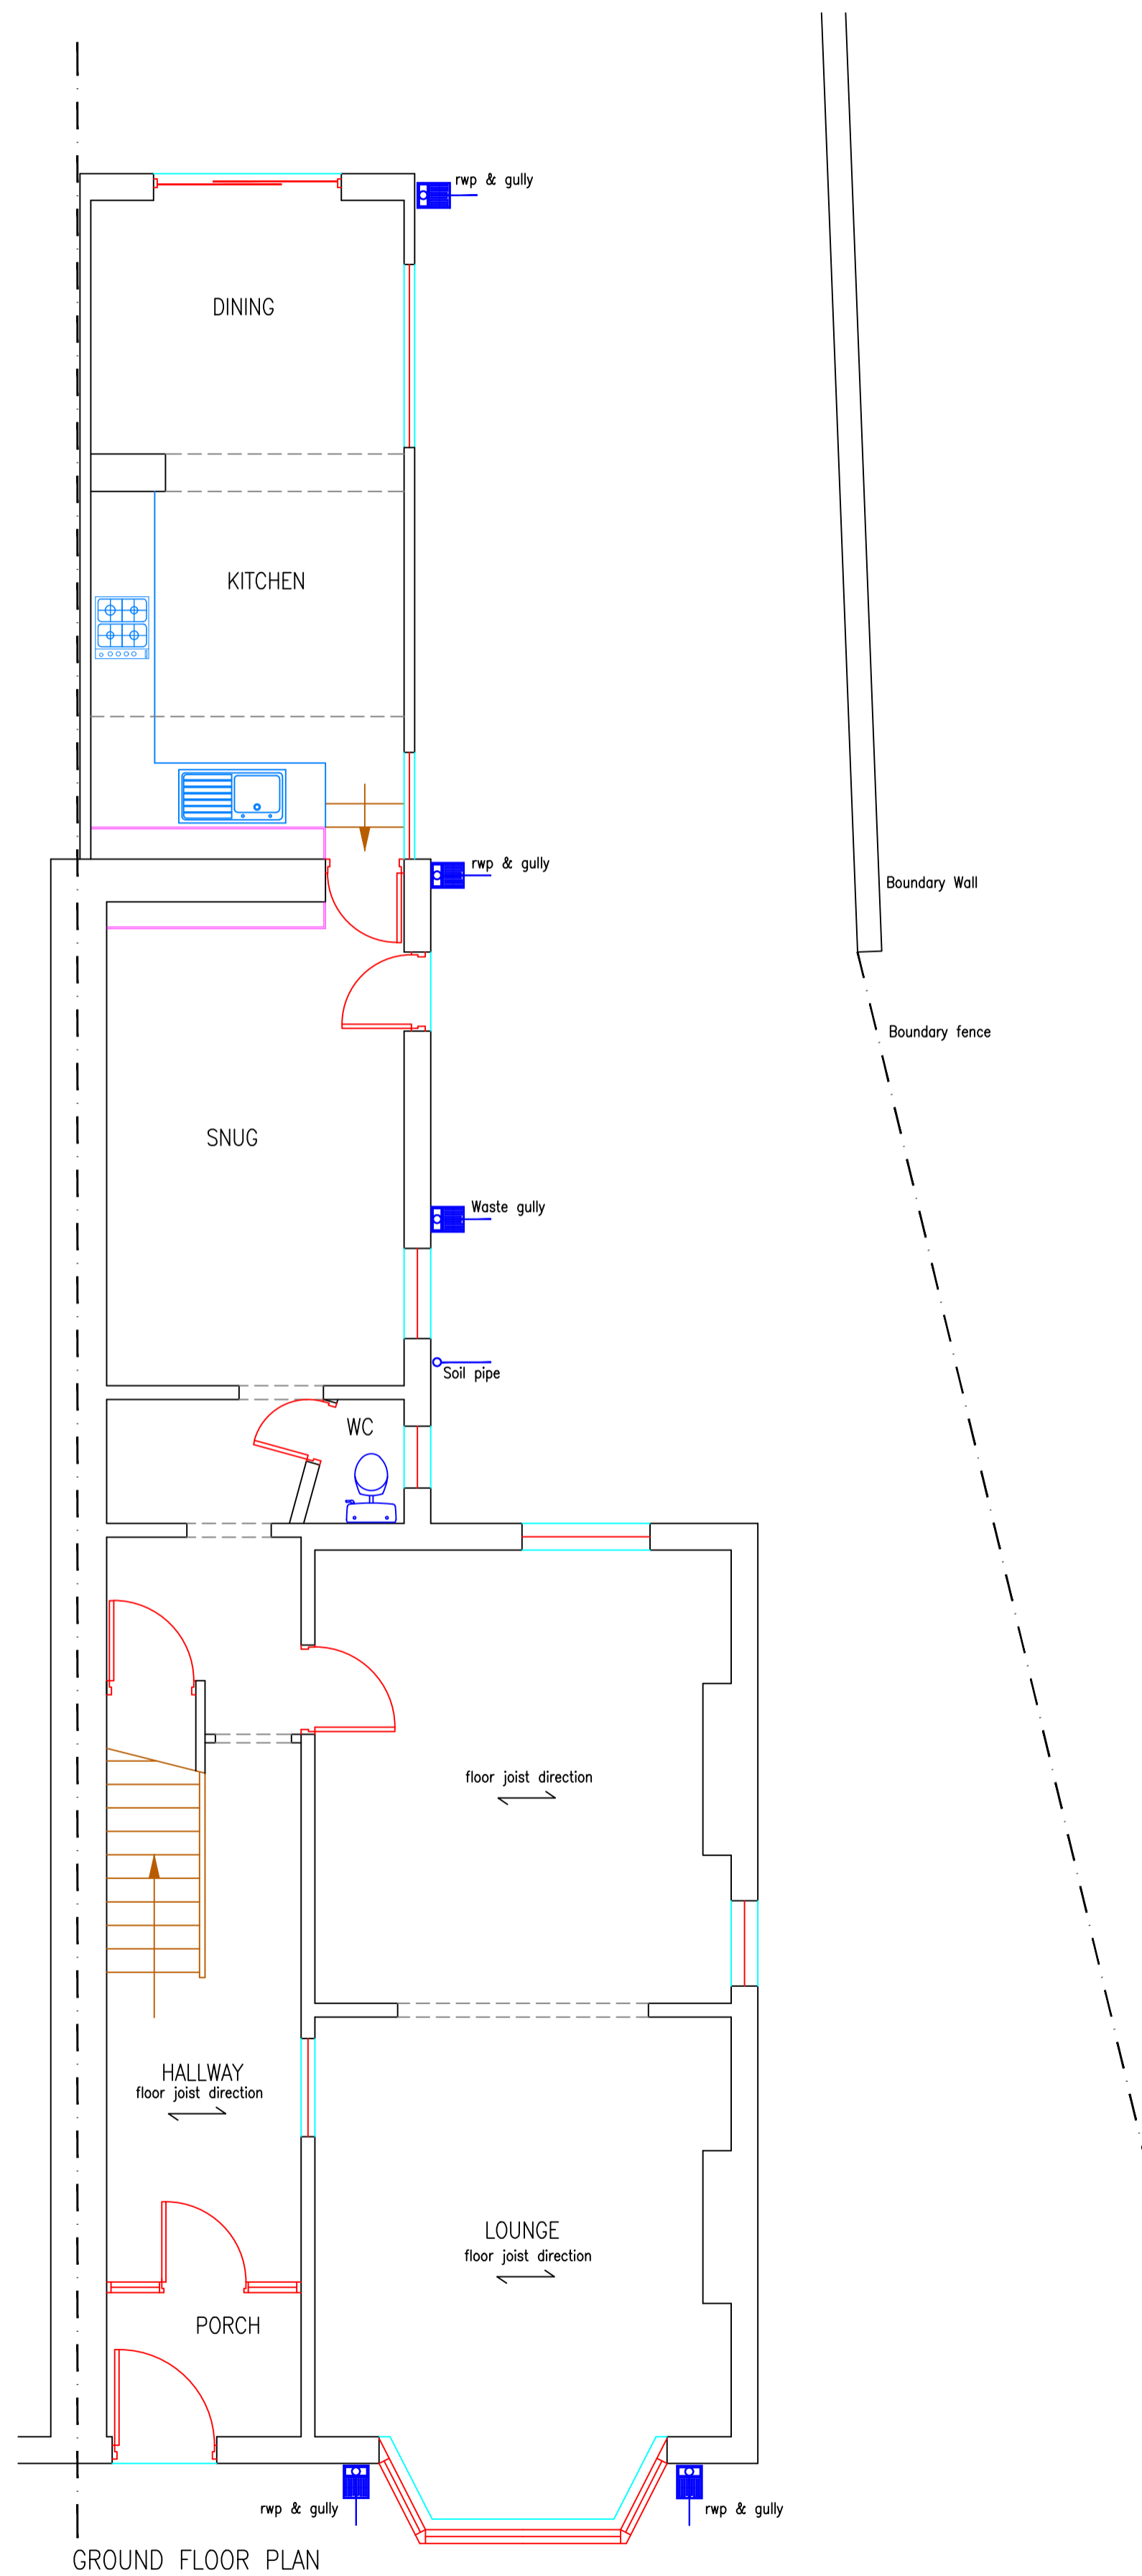 rwp & gully
DINING
KITCHEN
rwp & gully
Boundary Wall
Boundary fence
SNUG
Waste gully
Soil pipe
WC
floor joist direction
HALLWAY
floor joist direction
LOUNGE
floor joist direction
PORCH
rwp & gully
rwp & gully
GROUND FLOOR PLAN